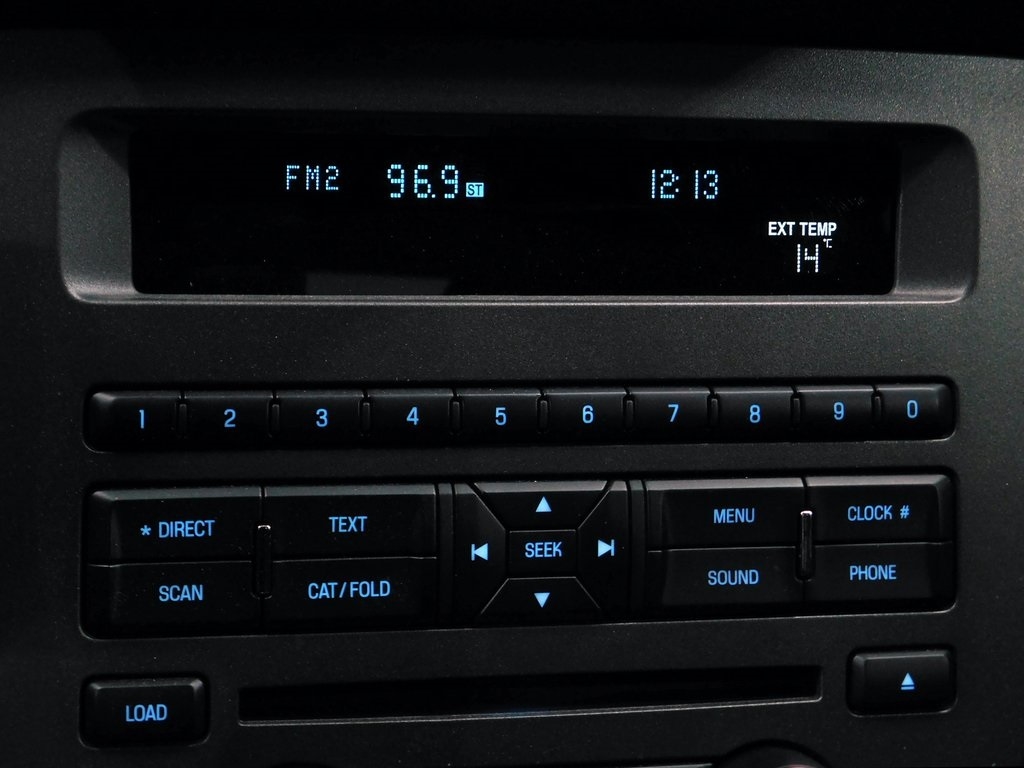 FM2 96.9 ST 12:13
EXT TEMP
14 °C
1 2 3 4 5 6 7 8 9 0
* DIRECT TEXT MENU CLOCK #
SEEK
SCAN CAT/FOLD SOUND PHONE
LOAD